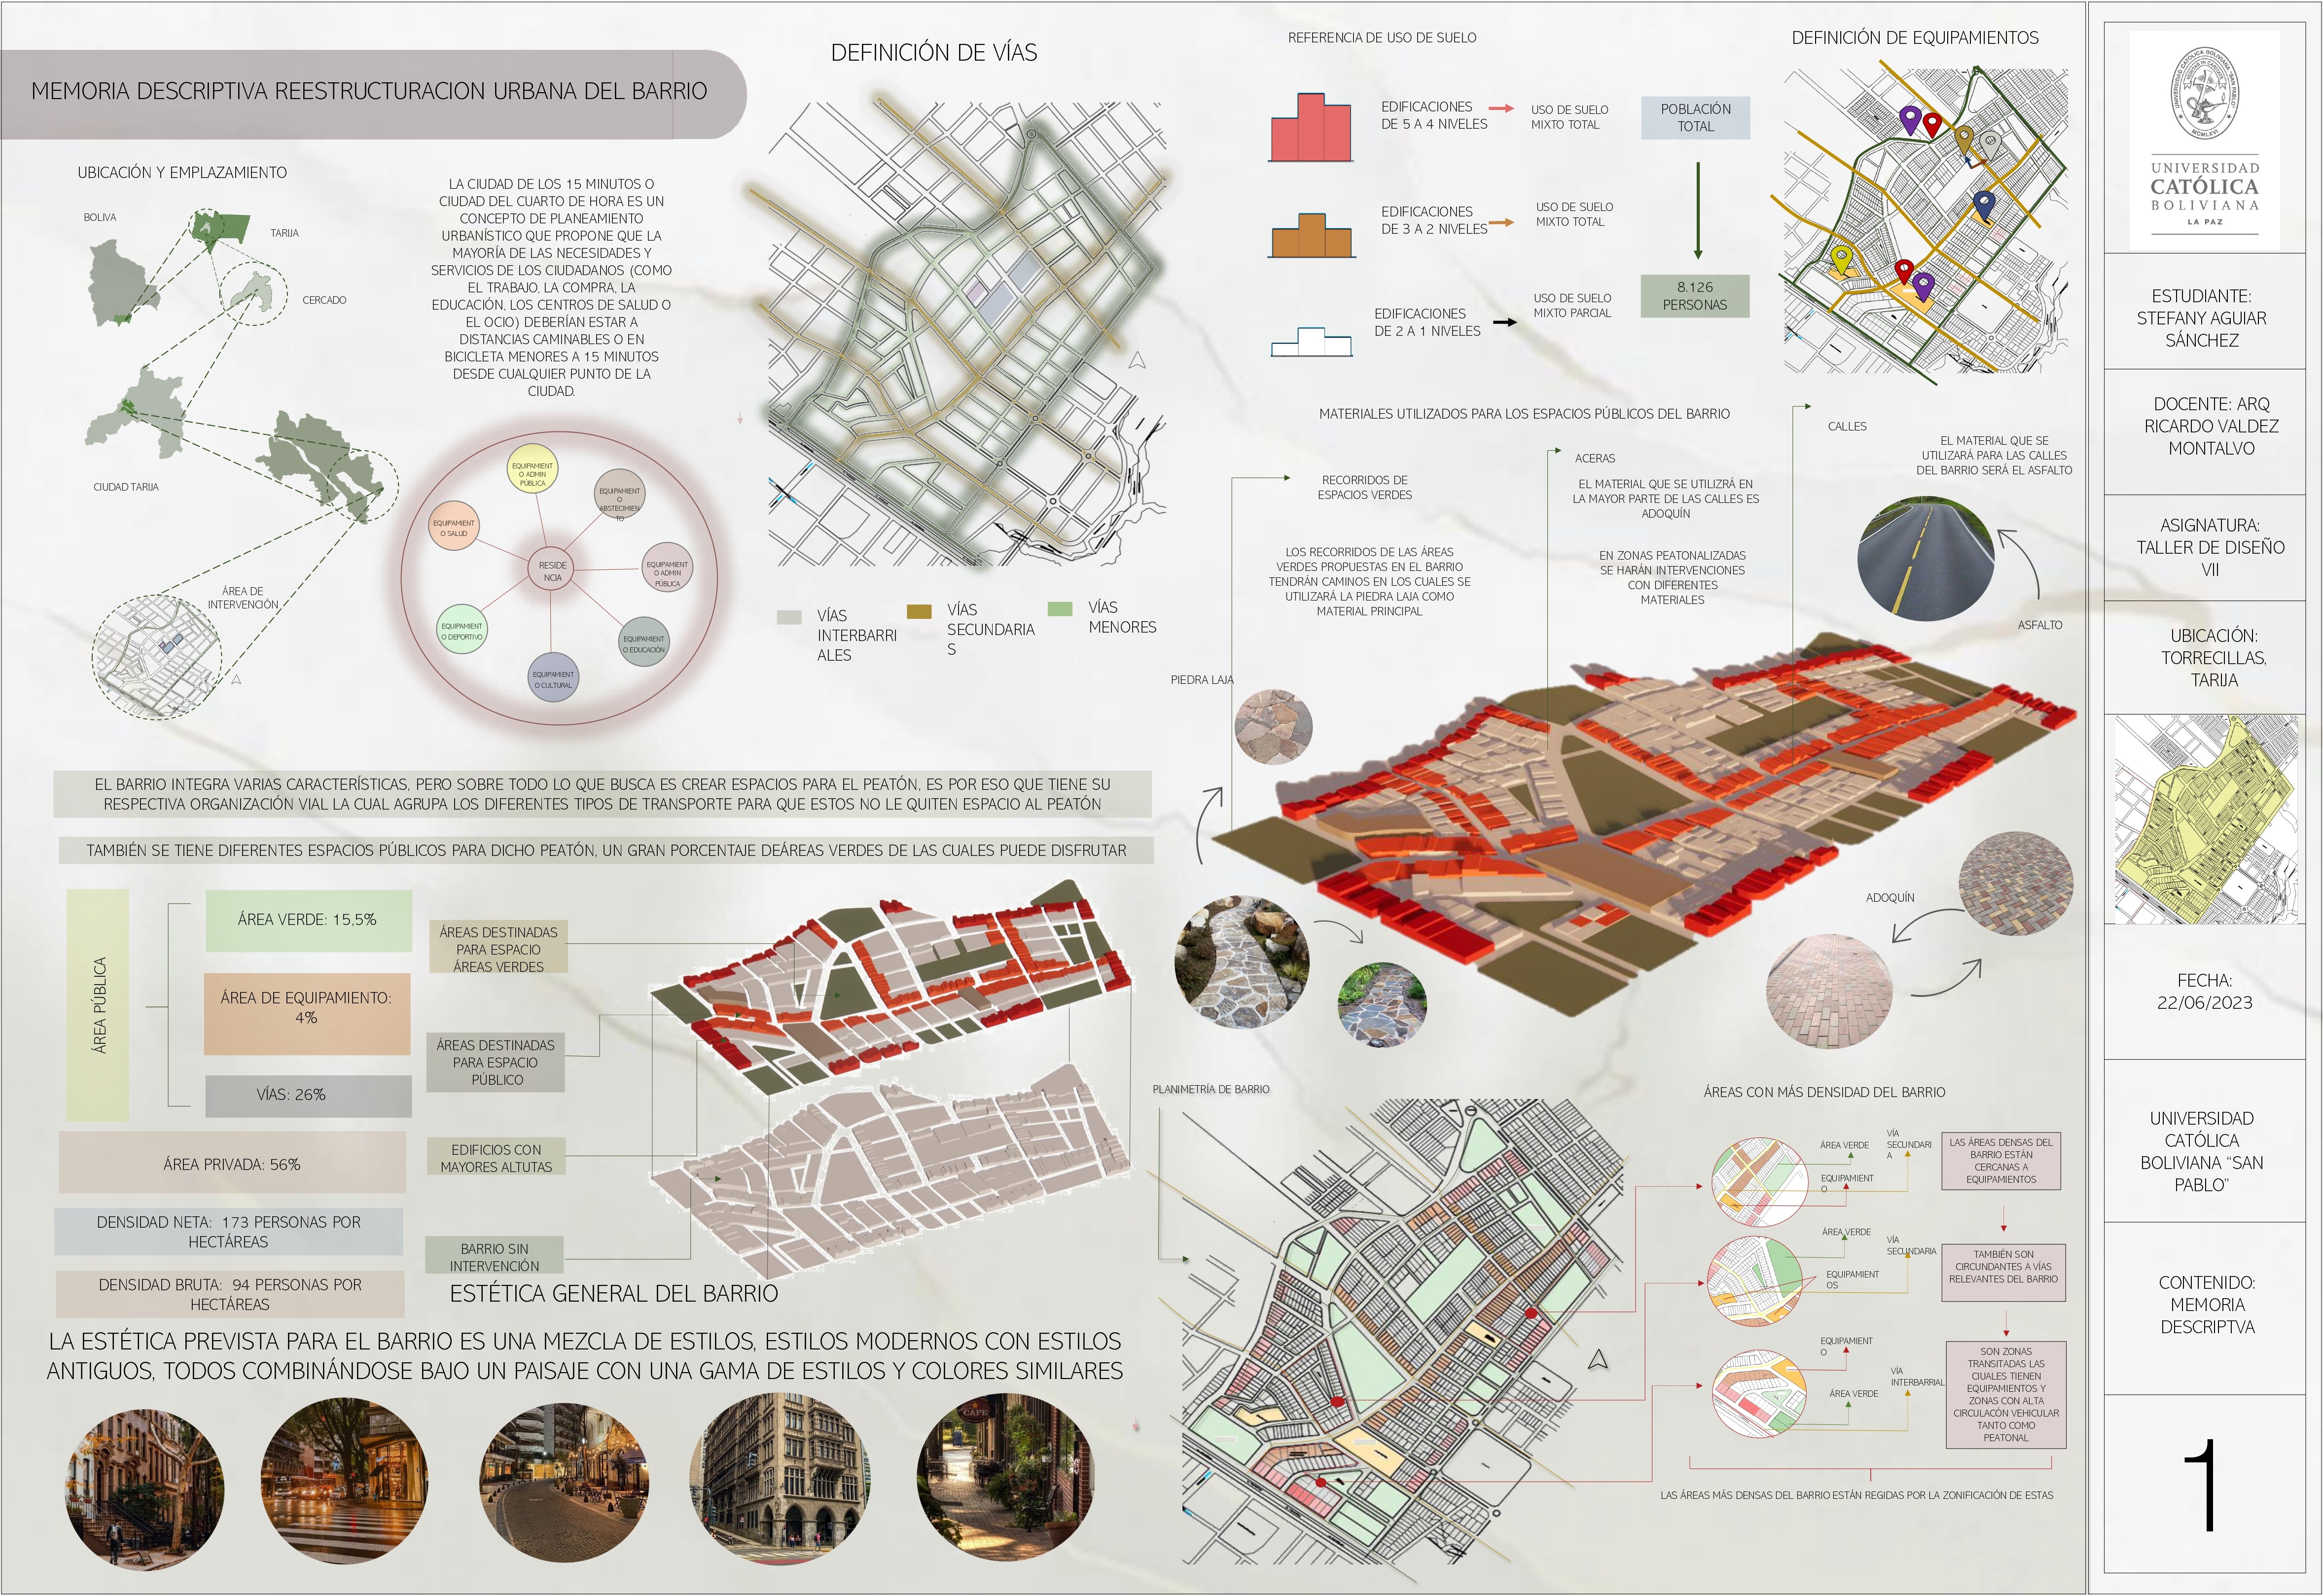 MEMORIA DESCRIPTIVA REESTRUCTURACION URBANA DEL BARRIO
UBICACIÓN Y EMPLAZAMIENTO
BOLIVA
TARIJA
CERCADO
CIUDAD TARIJA
ÁREA DE
INTERVENCIÓN
LA CIUDAD DE LOS 15 MINUTOS O
CIUDAD DEL CUARTO DE HORA ES UN
CONCEPTO DE PLANEAMIENTO
URBANÍSTICO QUE PROPONE QUE LA
MAYORÍA DE LAS NECESIDADES Y
SERVICIOS DE LOS CIUDADANOS (COMO
EL TRABAJO, LA COMPRA, LA
EDUCACIÓN, LOS CENTROS DE SALUD O
EL OCIO) DEBERÍAN ESTAR A
DISTANCIAS CAMINABLES O EN
BICICLETA MENORES A 15 MINUTOS
DESDE CUALQUIER PUNTO DE LA
CIUDAD.
EQUIPAMIENT
O ADMIN
PÚBLICA
EQUIPAMIENT
O
ABSTECIMIEN
TO
EQUIPAMIENT
O SALUD
RESIDE
NCIA
EQUIPAMIENT
O ADMIN
PÚBLICA
EQUIPAMIENT
O DEPORTIVO
EQUIPAMIENT
O EDUCACIÓN
EQUIPAMIENT
O CULTURAL
DEFINICIÓN DE VÍAS
VÍAS
INTERBARRI
ALES
VÍAS
SECUNDARIA
S
VÍAS
MENORES
REFERENCIA DE USO DE SUELO
EDIFICACIONES
DE 5 A 4 NIVELES
USO DE SUELO
MIXTO TOTAL
EDIFICACIONES
DE 3 A 2 NIVELES
USO DE SUELO
MIXTO TOTAL
EDIFICACIONES
DE 2 A 1 NIVELES
USO DE SUELO
MIXTO PARCIAL
POBLACIÓN
TOTAL
8.126
PERSONAS
DEFINICIÓN DE EQUIPAMIENTOS
MATERIALES UTILIZADOS PARA LOS ESPACIOS PÚBLICOS DEL BARRIO
RECORRIDOS DE
ESPACIOS VERDES
LOS RECORRIDOS DE LAS ÁREAS
VERDES PROPUESTAS EN EL BARRIO
TENDRÁN CAMINOS EN LOS CUALES SE
UTILIZARÁ LA PIEDRA LAJA COMO
MATERIAL PRINCIPAL
ACERAS
EL MATERIAL QUE SE UTILIZRÁ EN
LA MAYOR PARTE DE LAS CALLES ES
ADOQUÍN
EN ZONAS PEATONALIZADAS
SE HARÁN INTERVENCIONES
CON DIFERENTES
MATERIALES
CALLES
EL MATERIAL QUE SE
UTILIZARÁ PARA LAS CALLES
DEL BARRIO SERÁ EL ASFALTO
ASFALTO
PIEDRA LAJA
ADOQUÍN
EL BARRIO INTEGRA VARIAS CARACTERÍSTICAS, PERO SOBRE TODO LO QUE BUSCA ES CREAR ESPACIOS PARA EL PEATÓN, ES POR ESO QUE TIENE SU
RESPECTIVA ORGANIZACIÓN VIAL LA CUAL AGRUPA LOS DIFERENTES TIPOS DE TRANSPORTE PARA QUE ESTOS NO LE QUITEN ESPACIO AL PEATÓN
TAMBIÉN SE TIENE DIFERENTES ESPACIOS PÚBLICOS PARA DICHO PEATÓN, UN GRAN PORCENTAJE DEÁREAS VERDES DE LAS CUALES PUEDE DISFRUTAR
ÁREA PÚBLICA
ÁREA VERDE: 15,5%
ÁREA DE EQUIPAMIENTO:
4%
VÍAS: 26%
ÁREA PRIVADA: 56%
DENSIDAD NETA: 173 PERSONAS POR
HECTÁREAS
DENSIDAD BRUTA: 94 PERSONAS POR
HECTÁREAS
ÁREAS DESTINADAS
PARA ESPACIO
ÁREAS VERDES
ÁREAS DESTINADAS
PARA ESPACIO
PÚBLICO
EDIFICIOS CON
MAYORES ALTUTAS
BARRIO SIN
INTERVENCIÓN
ESTÉTICA GENERAL DEL BARRIO
LA ESTÉTICA PREVISTA PARA EL BARRIO ES UNA MEZCLA DE ESTILOS, ESTILOS MODERNOS CON ESTILOS
ANTIGUOS, TODOS COMBINÁNDOSE BAJO UN PAISAJE CON UNA GAMA DE ESTILOS Y COLORES SIMILARES
CAFE
PLANIMETRÍA DE BARRIO
ÁREAS CON MÁS DENSIDAD DEL BARRIO
ÁREA VERDE
VÍA
SECUNDARI
A
EQUIPAMIENT
O
LAS ÁREAS DENSAS DEL
BARRIO ESTÁN
CERCANAS A
EQUIPAMIENTOS
ÁREA VERDE
VÍA
SECUNDARIA
EQUIPAMIENT
OS
TAMBIÉN SON
CIRCUNDANTES A VÍAS
RELEVANTES DEL BARRIO
EQUIPAMIENT
O
VÍA
INTERBARRIAL
ÁREA VERDE
SON ZONAS
TRANSITADAS LAS
CIUALES TIENEN
EQUIPAMIENTOS Y
ZONAS CON ALTA
CIRCULACÓN VEHICULAR
TANTO COMO
PEATONAL
LAS ÁREAS MÁS DENSAS DEL BARRIO ESTÁN REGIDAS POR LA ZONIFICACIÓN DE ESTAS
UNIVERSIDAD
CATÓLICA
BOLIVIANA
LA PAZ
ESTUDIANTE:
STEFANY AGUIAR
SÁNCHEZ
DOCENTE: ARQ
RICARDO VALDEZ
MONTALVO
ASIGNATURA:
TALLER DE DISEÑO
VII
UBICACIÓN:
TORRECILLAS,
TARIJA
FECHA:
22/06/2023
UNIVERSIDAD
CATÓLICA
BOLIVIANA “SAN
PABLO”
CONTENIDO:
MEMORIA
DESCRIPTVA
1